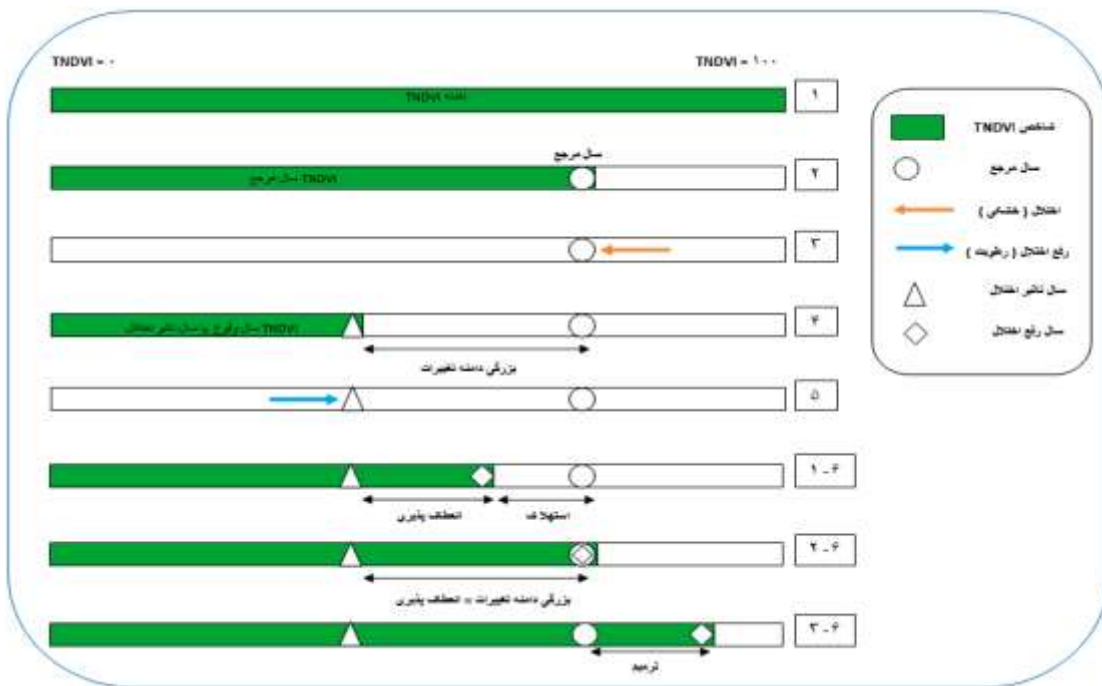 TNDVI = ۰
TNDVI = ۱۰۰
دامنه TNDVI
۱
سال مرجع
TNDVI سال مرجع
۲
۳
TNDVI سال وقوع یا سال تاثیر اختلال
۴
بزرگی دامنه تغییرات
۵
۱ - ۶
انعطاف پذیری
استهلاک
۲ - ۶
بزرگی دامنه تغییرات = انعطاف پذیری
۳ - ۶
ترمیم
شاخص TNDVI
سال مرجع
اختلال ( خشکی )
رفع اختلال ( رطوبت )
سال تاثیر اختلال
سال رفع اختلال